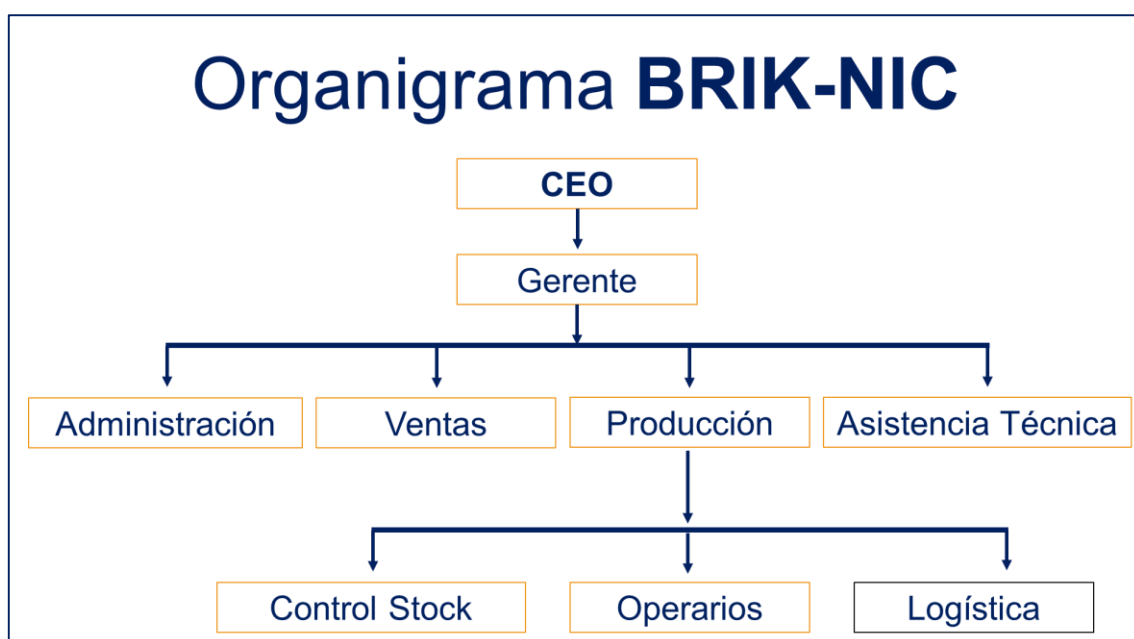 Organigrama BRIK-NIC
CEO
Gerente
Administración
Ventas
Producción
Asistencia Técnica
Control Stock
Operarios
Logística